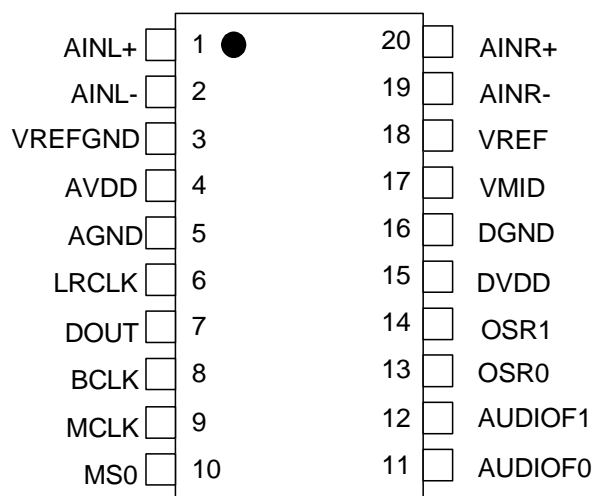 AINL+ 1 20 AINR+
AINL- 2 19 AINR-
VREFGND 3 18 VREF
AVDD 4 17 VMID
AGND 5 16 DGND
LRCLK 6 15 DVDD
DOUT 7 14 OSR1
BCLK 8 13 OSR0
MCLK 9 12 AUDIOF1
MS0 10 11 AUDIOF0